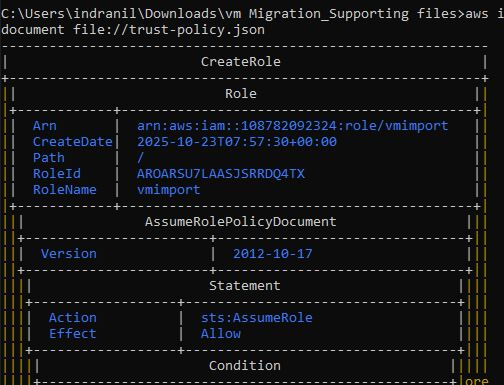 C:\Users\indranil\Downloads\vm Migration_Supporting files>aws i
document file://trust-policy.json
CreateRole
Role
Arn arn:aws:iam::108782092324:role/vmimport
CreateDate 2025-10-23T07:57:30+00:00
Path /
RoleId AROARSU7LAASJSRRDQ4TX
RoleName vmimport
AssumeRolePolicyDocument
Version 2012-10-17
Statement
Action sts:AssumeRole
Effect Allow
Condition